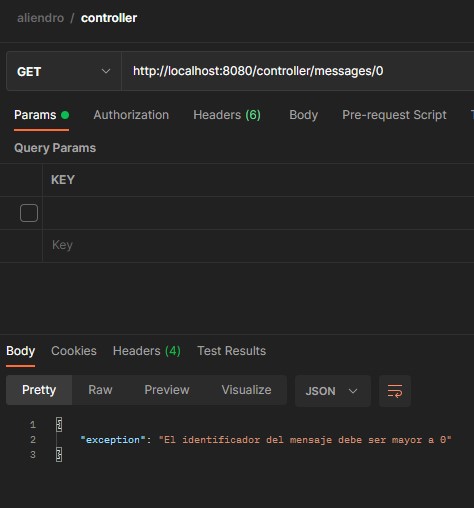 aliendro / controller
GET http://localhost:8080/controller/messages/0
Params Authorization Headers (6) Body Pre-request Script
Query Params
KEY
Key
Body Cookies Headers (4) Test Results
Pretty Raw Preview Visualize JSON
1 {
2 "exception": "El identificador del mensaje debe ser mayor a 0"
3 }